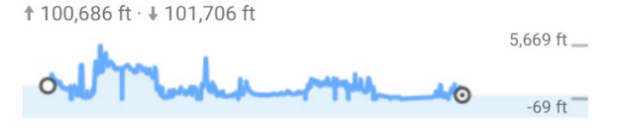 ↑ 100,686 ft · ↓ 101,706 ft
5,669 ft
-69 ft